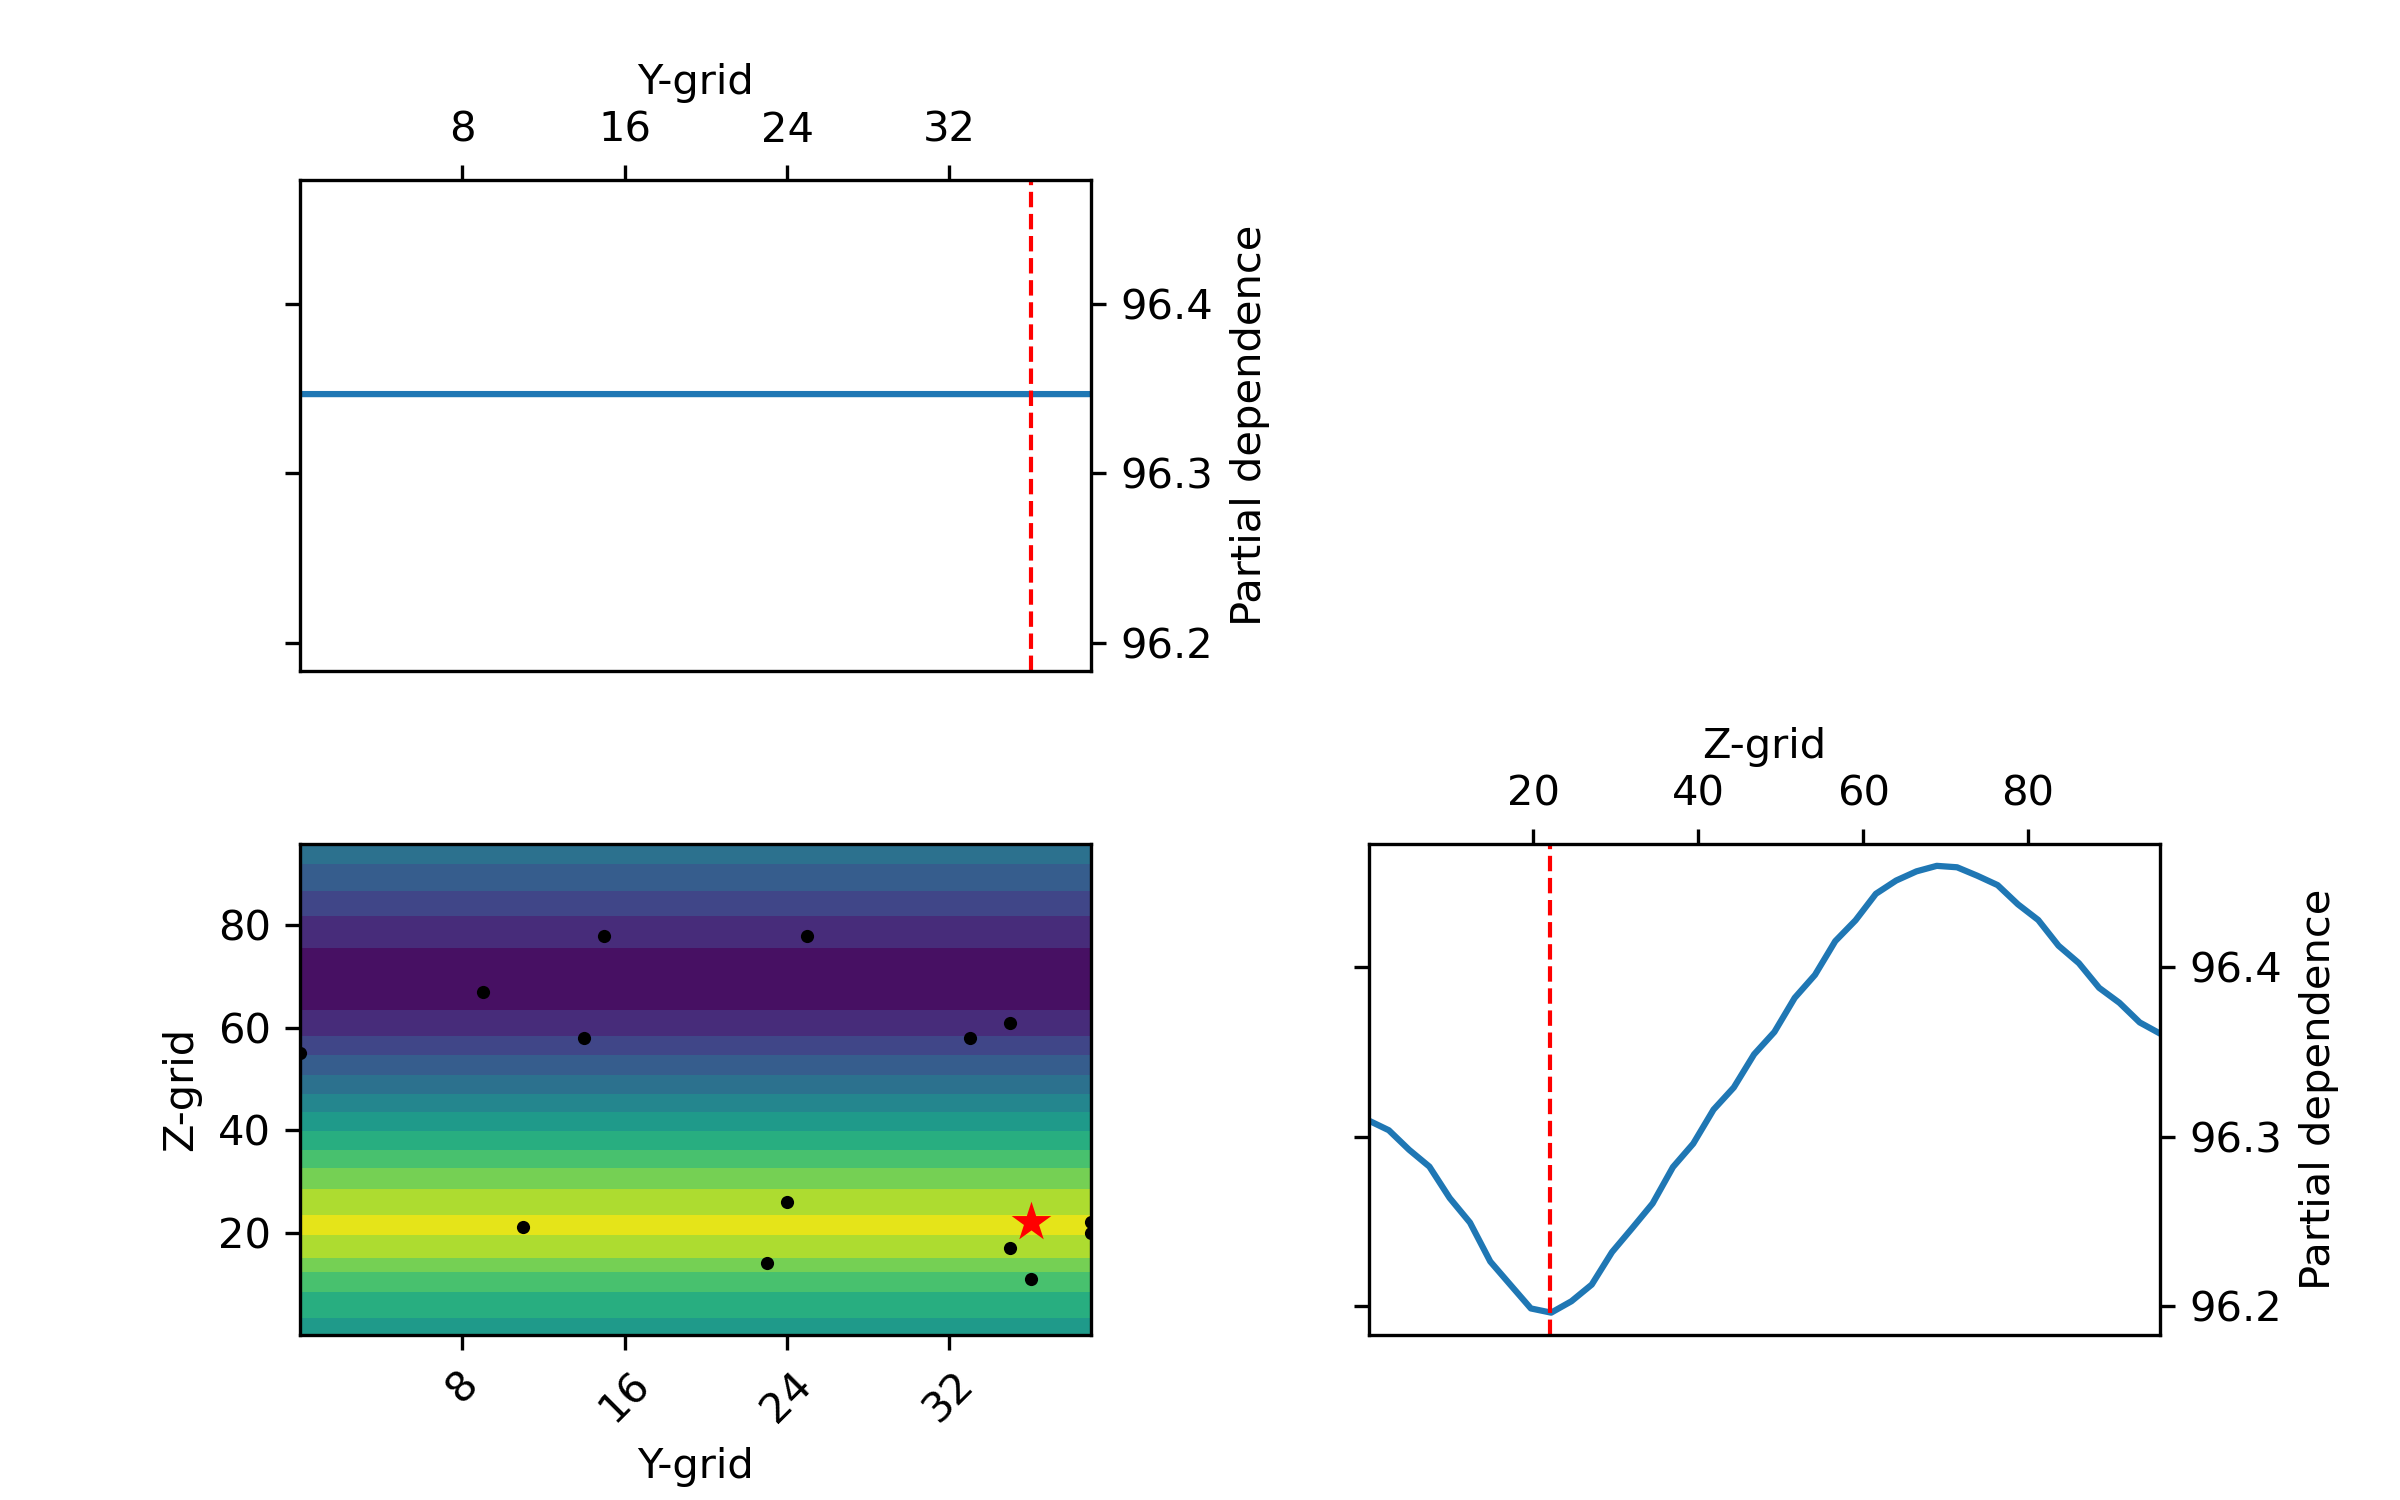 Y-grid
8 16 24 32
96.4
96.3
96.2
Partial dependence
Z-grid
20 40 60 80
80
60
40
20
Z-grid
8 16 24 32
Y-grid
96.4
96.3
96.2
Partial dependence